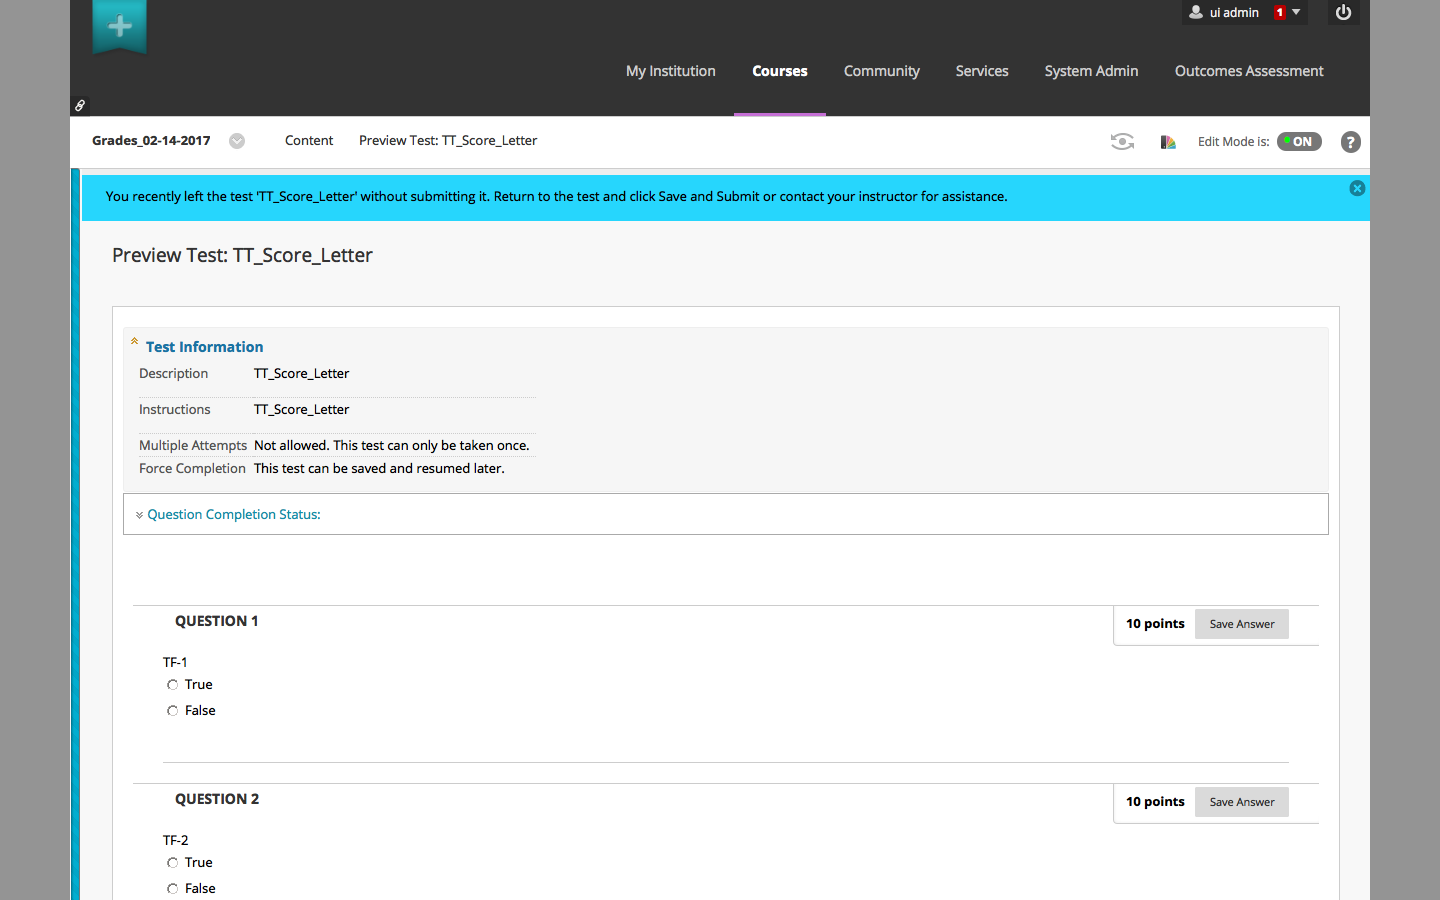 ui admin 1
My Institution Courses Community Services System Admin Outcomes Assessment
Grades_02-14-2017 Content Preview Test: TT_Score_Letter Edit Mode is: ON ?
You recently left the test 'TT_Score_Letter' without submitting it. Return to the test and click Save and Submit or contact your instructor for assistance.
Preview Test: TT_Score_Letter
Test Information
Description TT_Score_Letter
Instructions TT_Score_Letter
Multiple Attempts Not allowed. This test can only be taken once.
Force Completion This test can be saved and resumed later.
Question Completion Status:
QUESTION 1 10 points Save Answer
TF-1
True
False
QUESTION 2 10 points Save Answer
TF-2
True
False